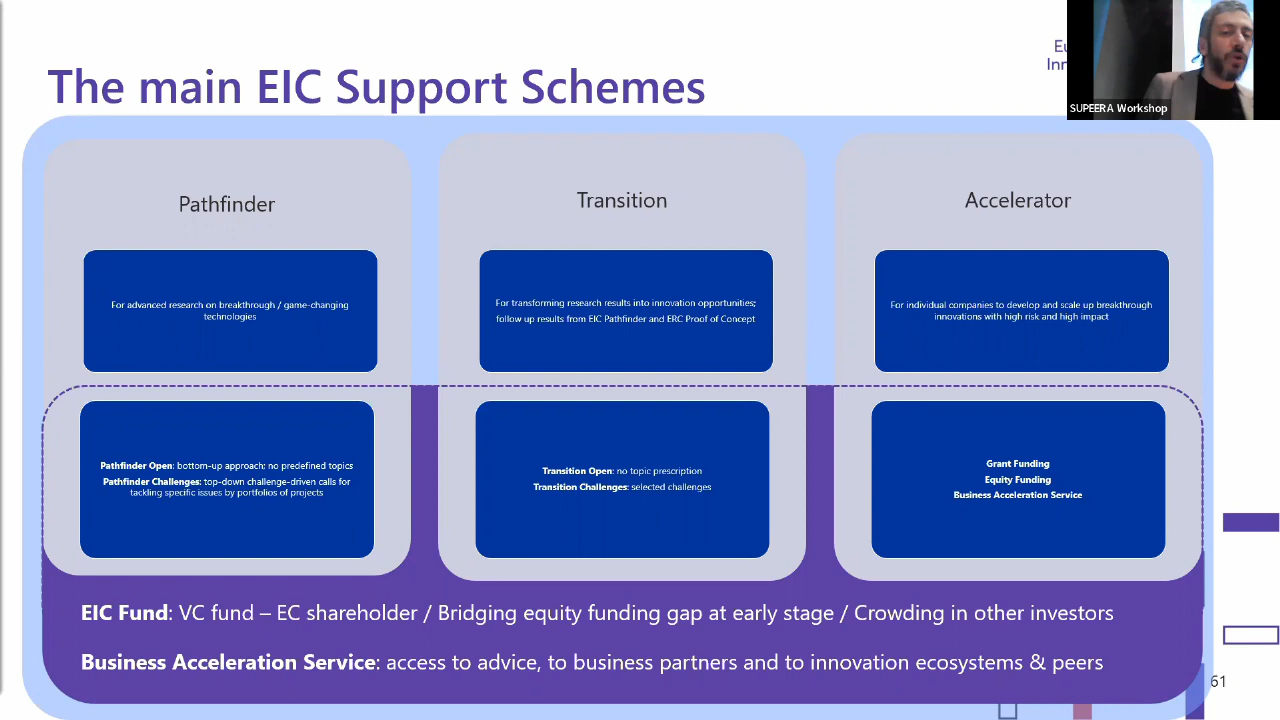 The main EIC Support Schemes
SUPEERA Workshop
Pathfinder
For advanced research on breakthrough / game-changing
technologies
Pathfinder Open: bottom-up approach; no predefined topics
Pathfinder Challenges: top-down challenge-driven calls for
tackling specific issues by portfolios of projects
Transition
For transforming research results into innovation opportunities;
follow up results from EIC Pathfinder and ERC Proof of Concept
Transition Open: no topic prescription
Transition Challenges: selected challenges
Accelerator
For individual companies to develop and scale up breakthrough
innovations with high risk and high impact
Grant Funding
Equity Funding
Business Acceleration Service
EIC Fund: VC fund – EC shareholder / Bridging equity funding gap at early stage / Crowding in other investors
Business Acceleration Service: access to advice, to business partners and to innovation ecosystems & peers
61